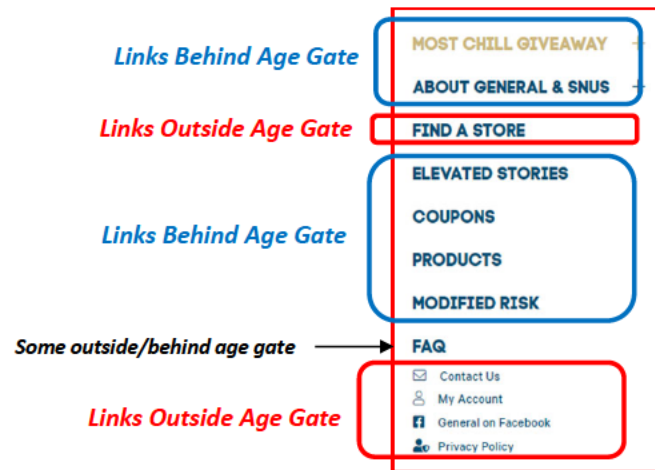 MOST CHILL GIVEAWAY +
Links Behind Age Gate
ABOUT GENERAL & SNUS +
Links Outside Age Gate
FIND A STORE
ELEVATED STORIES
COUPONS
Links Behind Age Gate
PRODUCTS
MODIFIED RISK
Some outside/behind age gate
FAQ
Contact Us
My Account
Links Outside Age Gate
General on Facebook
Privacy Policy